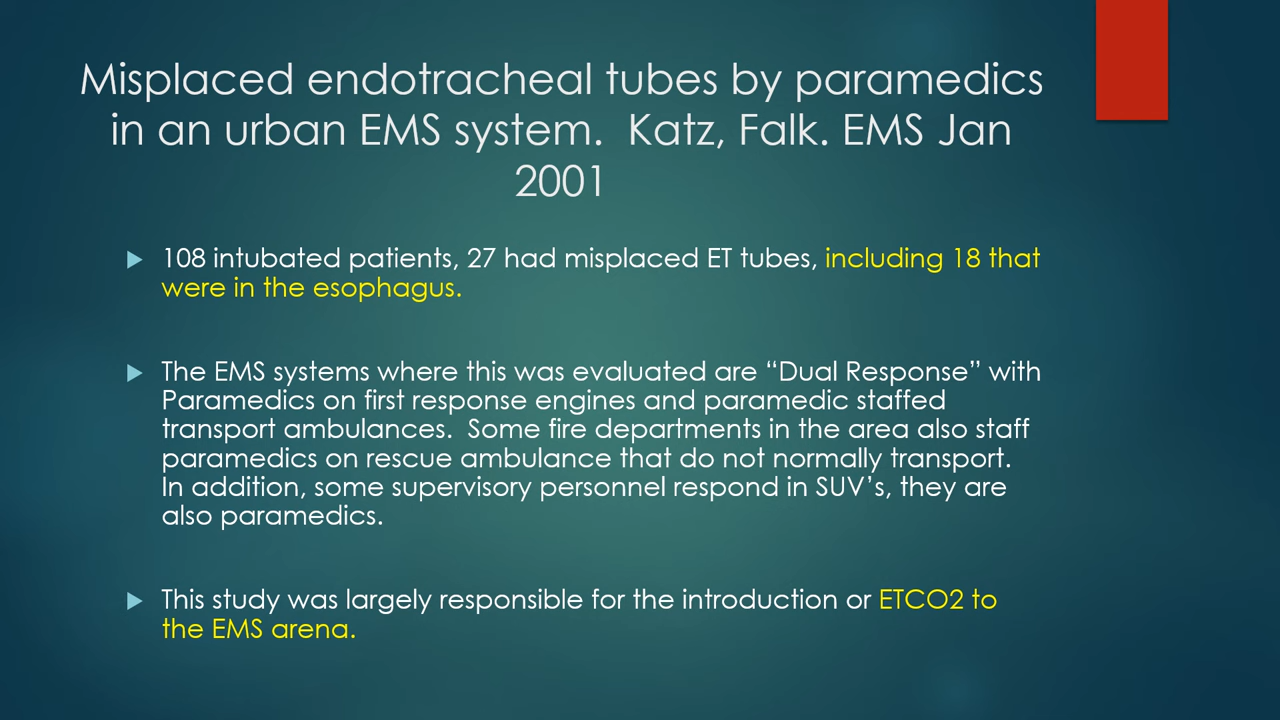 Misplaced endotracheal tubes by paramedics
in an urban EMS system.  Katz, Falk. EMS Jan
2001
108 intubated patients, 27 had misplaced ET tubes, including 18 that
were in the esophagus.
The EMS systems where this was evaluated are “Dual Response” with
Paramedics on first response engines and paramedic staffed
transport ambulances.  Some fire departments in the area also staff
paramedics on rescue ambulance that do not normally transport.
In addition, some supervisory personnel respond in SUV’s, they are
also paramedics.
This study was largely responsible for the introduction or ETCO2 to
the EMS arena.